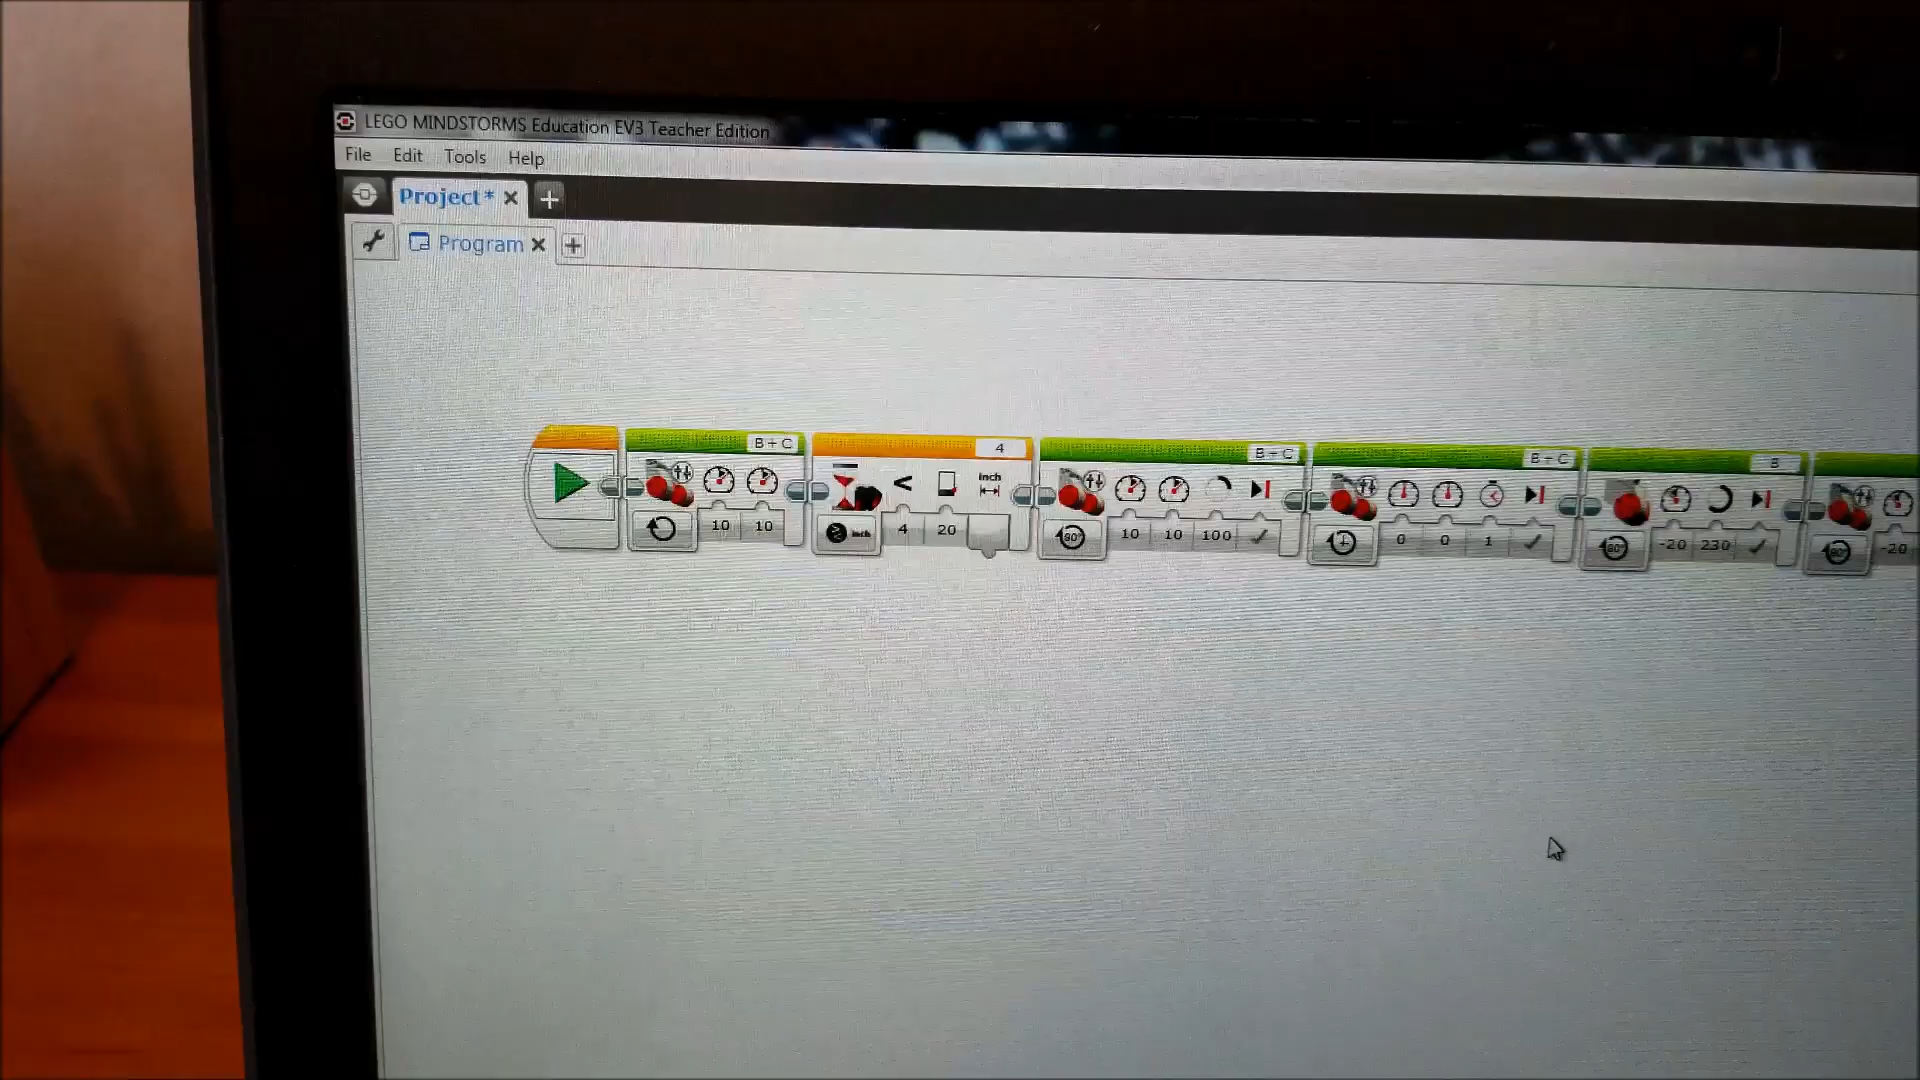 LEGO MINDSTORMS Education EV3 Teacher Edition
File Edit Tools Help
Project*
Program
B + C 4 B + C B + C B
< Inch
10 10 4 20 10 10 100 0 0 1 -20 230 -20